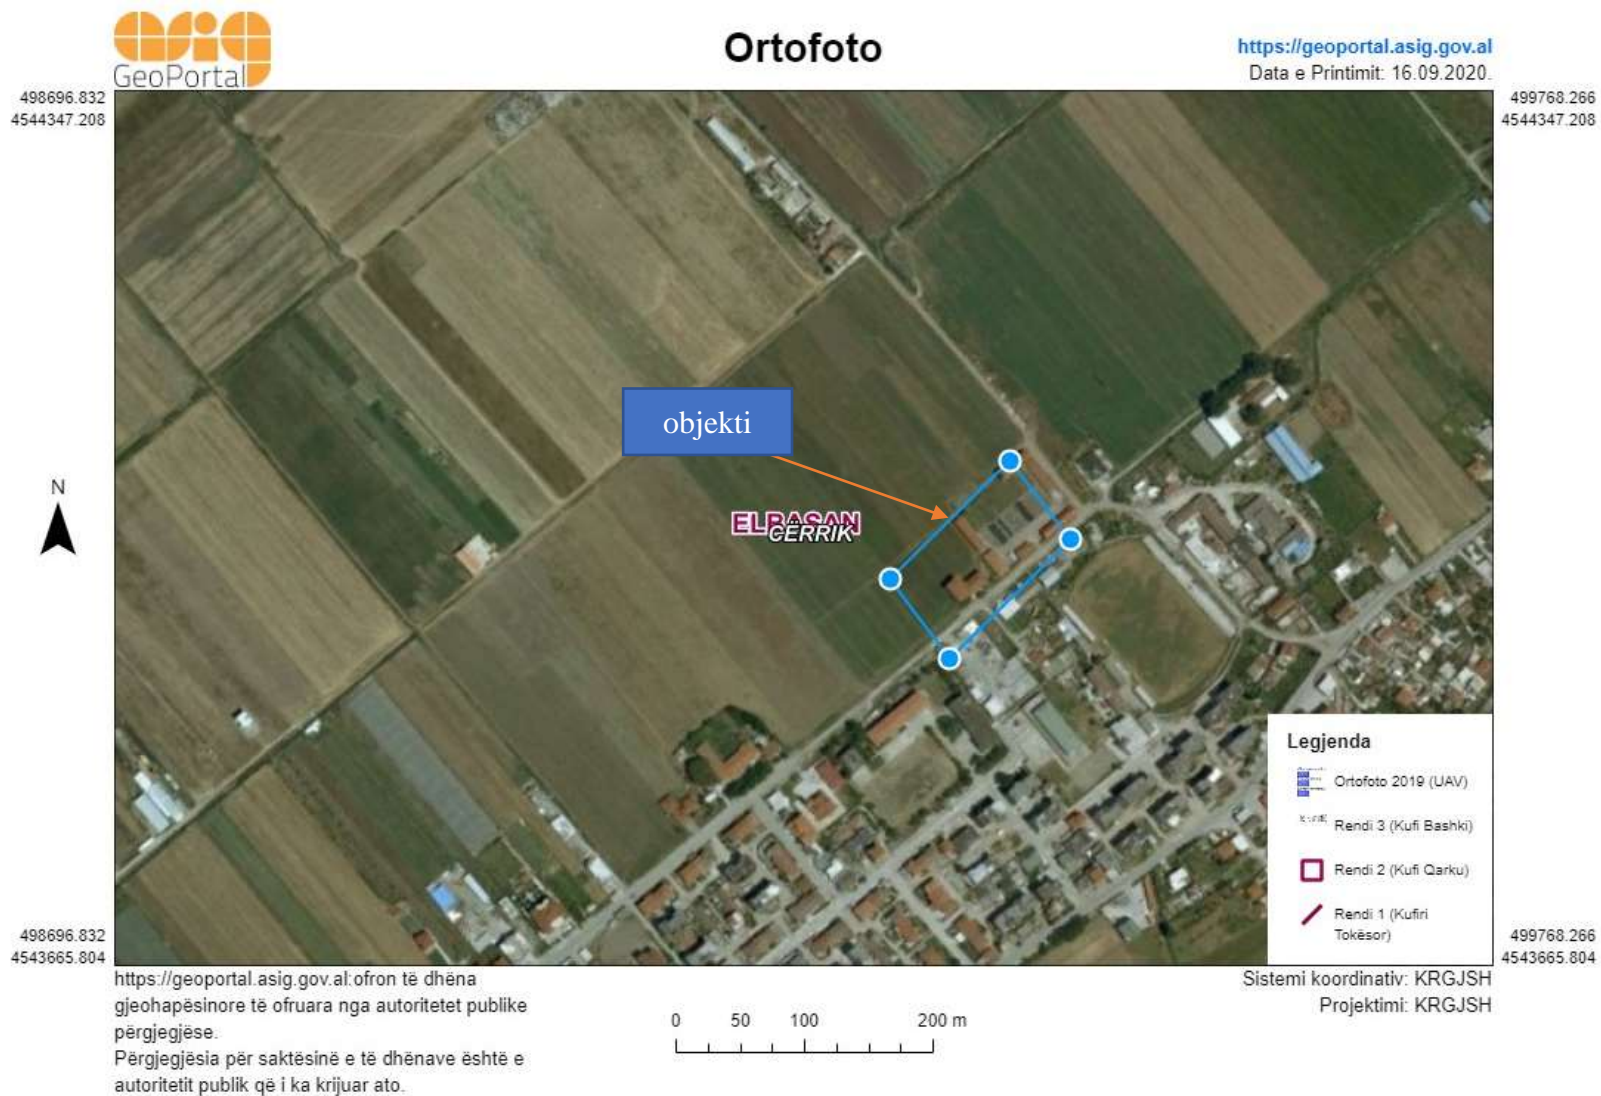 asig
GeoPortal
Ortofoto
https://geoportal.asig.gov.al
Data e Printimit: 16.09.2020.
498696.832
4544347.208
499768.266
4544347.208
objekti
ELBASAN
CËRRIK
N
Legjenda
Ortofoto 2019 (UAV)
Rendi 3 (Kufi Bashki)
Rendi 2 (Kufi Qarku)
Rendi 1 (Kufiri
Tokësor)
498696.832
4543665.804
499768.266
4543665.804
https://geoportal.asig.gov.al:ofron të dhëna
gjeohapësinore të ofruara nga autoritetet publike
përgjegjëse.
Përgjegjësia për saktësinë e të dhënave është e
autoritetit publik që i ka krijuar ato.
0 50 100 200 m
Sistemi koordinativ: KRGJSH
Projektimi: KRGJSH